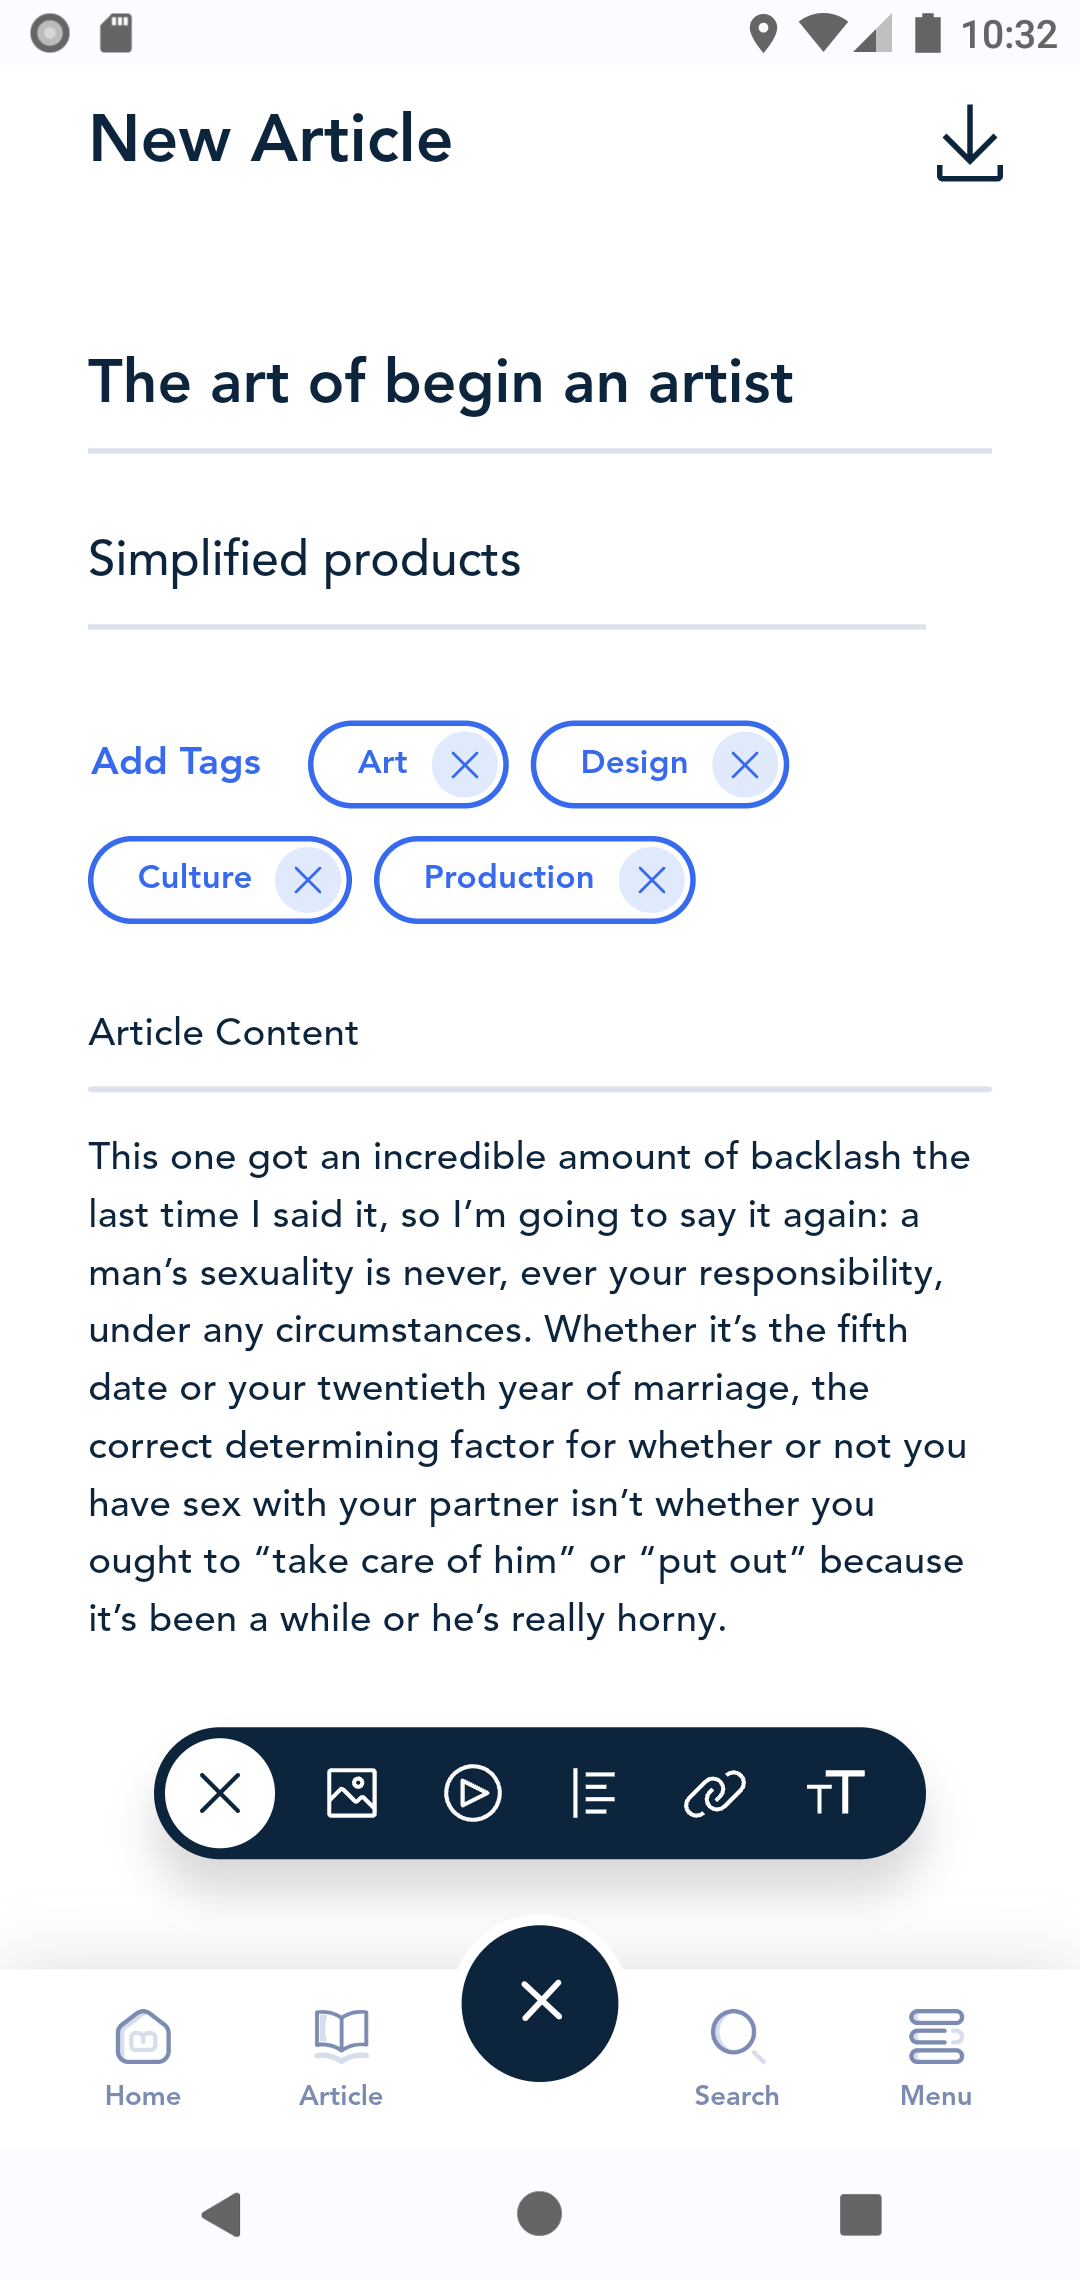 10:32
New Article
The art of begin an artist
Simplified products
Add Tags
Art
Design
Culture
Production
Article Content
This one got an incredible amount of backlash the
last time I said it, so I’m going to say it again: a
man’s sexuality is never, ever your responsibility,
under any circumstances. Whether it’s the fifth
date or your twentieth year of marriage, the
correct determining factor for whether or not you
have sex with your partner isn’t whether you
ought to “take care of him” or “put out” because
it’s been a while or he’s really horny.
TT
Home
Article
Search
Menu